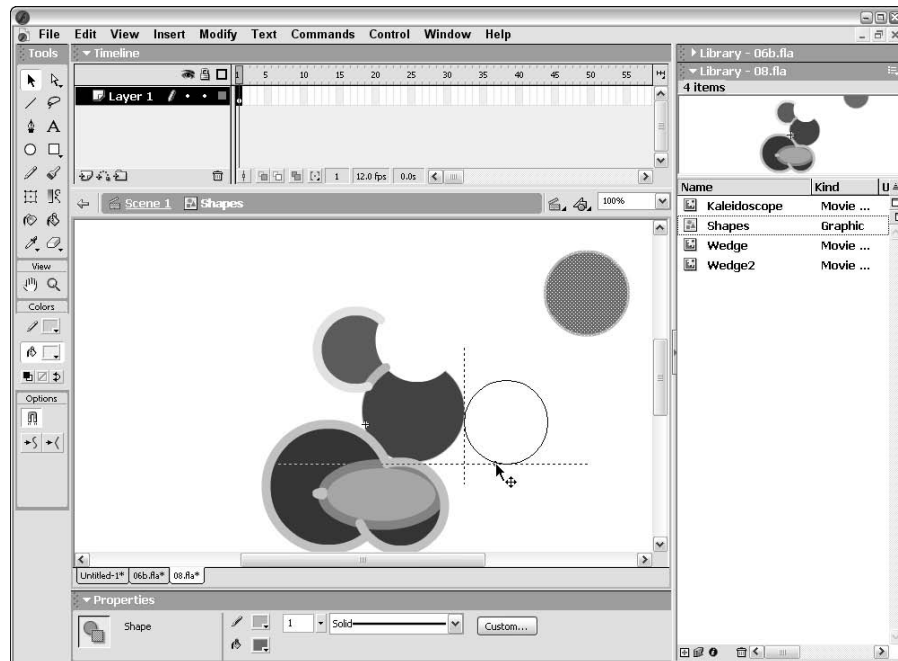 File Edit View Insert Modify Text Commands Control Window Help
Tools
Timeline
1 5 10 15 20 25 30 35 40 45 50 55
Layer 1
1 12.0 fps 0.0s
Scene 1 Shapes 100%
View
Colors
Options
Untitled-1* 06b.fla* 08.fla*
Properties
Shape 1 Solid Custom...
Library - 06b.fla
Library - 08.fla
4 items
Name Kind U
Kaleidoscope Movie ...
Shapes Graphic
Wedge Movie ...
Wedge2 Movie ...